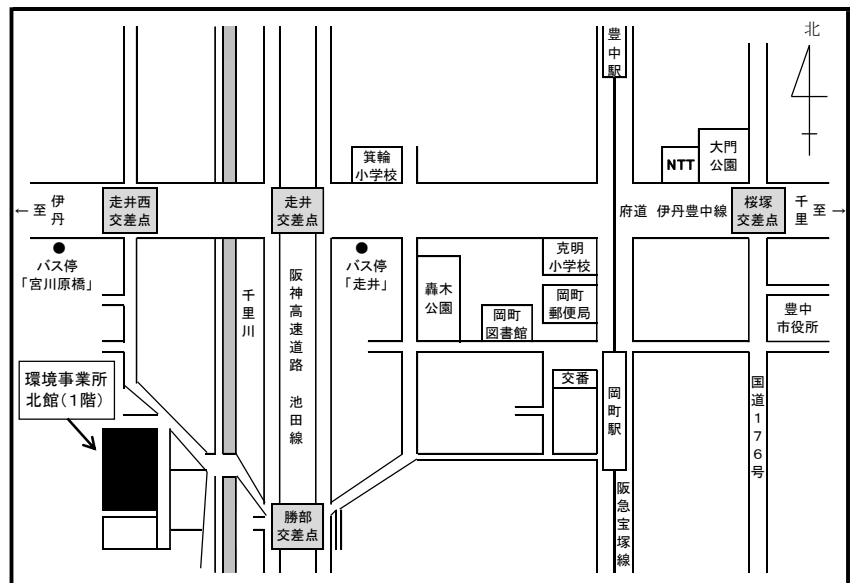 北
豊中駅
箕輪
小学校
NTT
大門
公園
←至
伊丹
走井西
交差点
走井
交差点
府道 伊丹豊中線
桜塚
交差点
千里
至→
バス停
「宮川原橋」
千里川
阪神高速道路 池田線
バス停
「走井」
轟木
公園
克明
小学校
岡町
郵便局
岡町
図書館
豊中
市役所
環境事業所
北館(1階)
交番
岡町駅
国道176号
勝部
交差点
阪急宝塚線